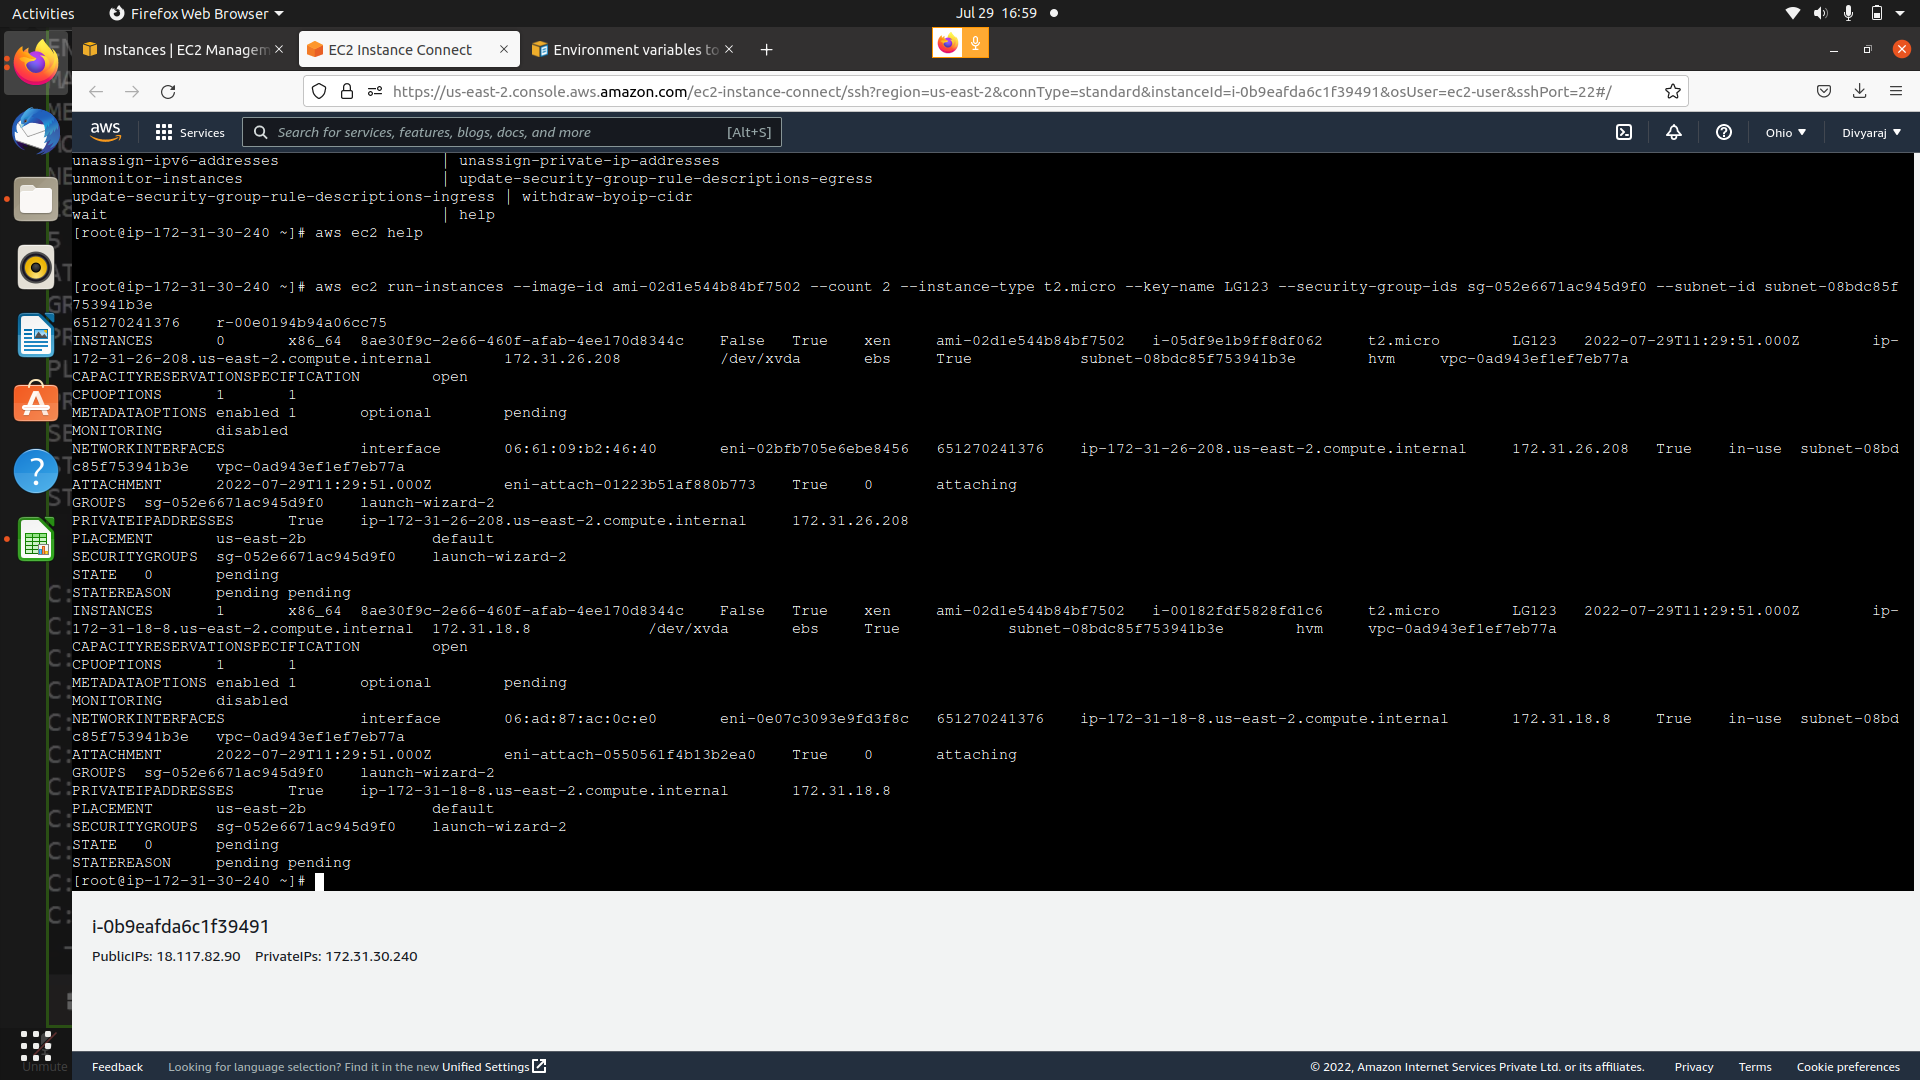 Activities
Firefox Web Browser
Jul 29 16:59
Instances | EC2 Managem
EC2 Instance Connect
Environment variables to
https://us-east-2.console.aws.amazon.com/ec2-instance-connect/ssh?region=us-east-2&connType=standard&instanceId=i-0b9eafda6c1f39491&osUser=ec2-user&sshPort=22#/
aws
Services
Search for services, features, blogs, docs, and more
[Alt+S]
Ohio
Divyaraj
unassign-ipv6-addresses | unassign-private-ip-addresses
unmonitor-instances | update-security-group-rule-descriptions-egress
update-security-group-rule-descriptions-ingress | withdraw-byoip-cidr
wait | help
[root@ip-172-31-30-240 ~]# aws ec2 help
[root@ip-172-31-30-240 ~]# aws ec2 run-instances --image-id ami-02d1e544b84bf7502 --count 2 --instance-type t2.micro --key-name LG123 --security-group-ids sg-052e6671ac945d9f0 --subnet-id subnet-08bdc85f
753941b3e
651270241376 r-00e0194b94a06cc75
INSTANCES 0 x86_64 8ae30f9c-2e66-460f-afab-4ee170d8344c False True xen ami-02d1e544b84bf7502 i-05df9e1b9ff8df062 t2.micro LG123 2022-07-29T11:29:51.000Z ip-
172-31-26-208.us-east-2.compute.internal 172.31.26.208 /dev/xvda ebs True subnet-08bdc85f753941b3e hvm vpc-0ad943ef1ef7eb77a
CAPACITYRESERVATIONSPECIFICATION open
CPUOPTIONS 1 1
METADATAOPTIONS enabled 1 optional pending
MONITORING disabled
NETWORKINTERFACES interface 06:61:09:b2:46:40 eni-02bfb705e6ebe8456 651270241376 ip-172-31-26-208.us-east-2.compute.internal 172.31.26.208 True in-use subnet-08bd
c85f753941b3e vpc-0ad943ef1ef7eb77a
ATTACHMENT 2022-07-29T11:29:51.000Z eni-attach-01223b51af880b773 True 0 attaching
GROUPS sg-052e6671ac945d9f0 launch-wizard-2
PRIVATEIPADDRESSES True ip-172-31-26-208.us-east-2.compute.internal 172.31.26.208
PLACEMENT us-east-2b default
SECURITYGROUPS sg-052e6671ac945d9f0 launch-wizard-2
STATE 0 pending
STATEREASON pending pending
INSTANCES 1 x86_64 8ae30f9c-2e66-460f-afab-4ee170d8344c False True xen ami-02d1e544b84bf7502 i-00182fdf5828fd1c6 t2.micro LG123 2022-07-29T11:29:51.000Z ip-
172-31-18-8.us-east-2.compute.internal 172.31.18.8 /dev/xvda ebs True subnet-08bdc85f753941b3e hvm vpc-0ad943ef1ef7eb77a
CAPACITYRESERVATIONSPECIFICATION open
CPUOPTIONS 1 1
METADATAOPTIONS enabled 1 optional pending
MONITORING disabled
NETWORKINTERFACES interface 06:ad:87:ac:0c:e0 eni-0e07c3093e9fd3f8c 651270241376 ip-172-31-18-8.us-east-2.compute.internal 172.31.18.8 True in-use subnet-08bd
c85f753941b3e vpc-0ad943ef1ef7eb77a
ATTACHMENT 2022-07-29T11:29:51.000Z eni-attach-0550561f4b13b2ea0 True 0 attaching
GROUPS sg-052e6671ac945d9f0 launch-wizard-2
PRIVATEIPADDRESSES True ip-172-31-18-8.us-east-2.compute.internal 172.31.18.8
PLACEMENT us-east-2b default
SECURITYGROUPS sg-052e6671ac945d9f0 launch-wizard-2
STATE 0 pending
STATEREASON pending pending
[root@ip-172-31-30-240 ~]#
i-0b9eafda6c1f39491
PublicIPs: 18.117.82.90 PrivateIPs: 172.31.30.240
Unmute
Feedback
Looking for language selection? Find it in the new Unified Settings
© 2022, Amazon Internet Services Private Ltd. or its affiliates.
Privacy
Terms
Cookie preferences